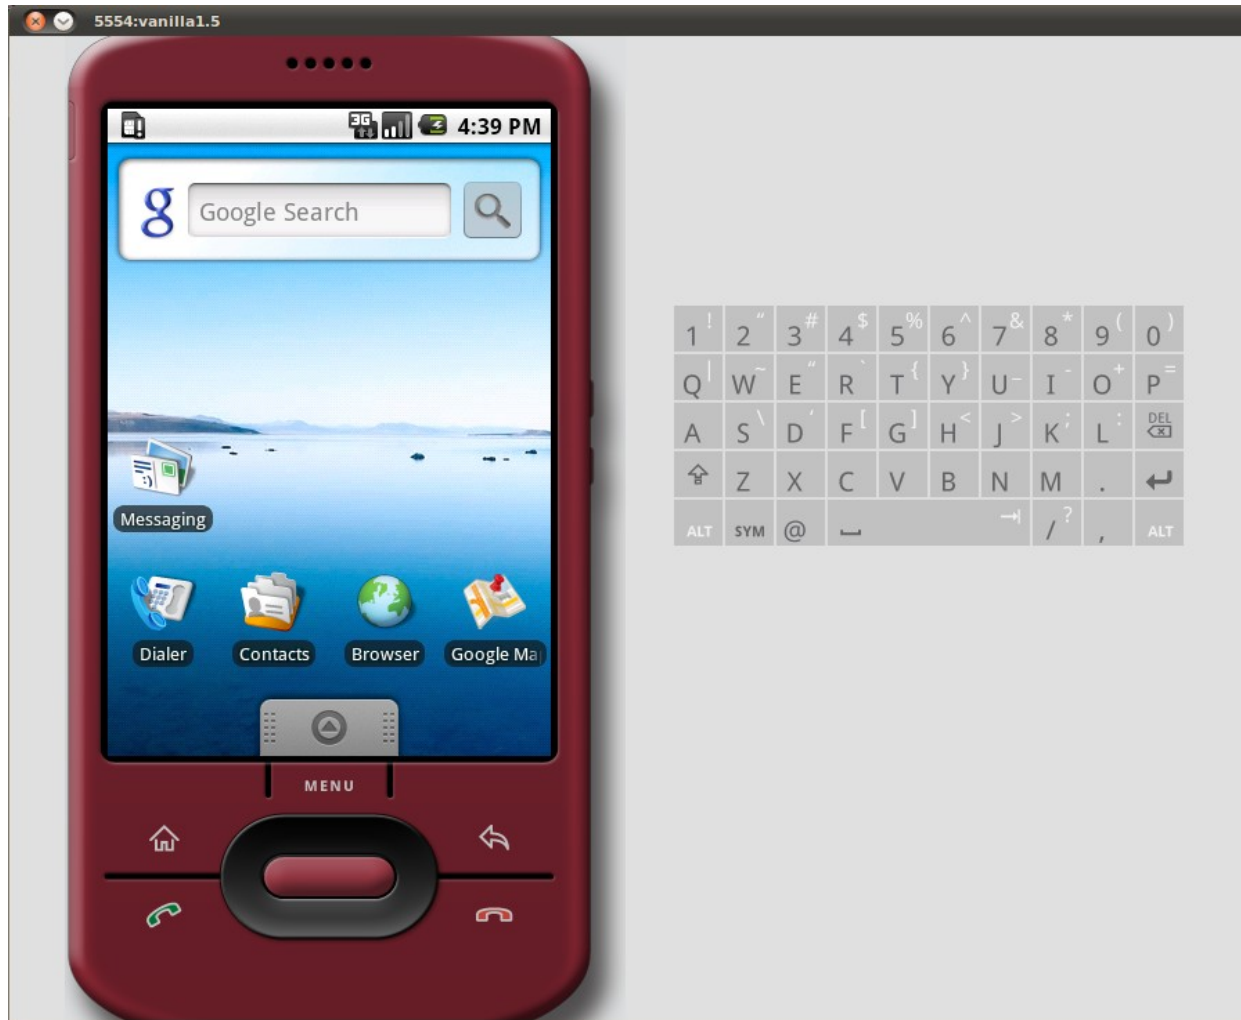 5554:vanilla1.5
3G 4:39 PM
g Google Search
Messaging
Dialer Contacts Browser Google Ma
MENU
1 ! 2 " 3 # 4 $ 5 % 6 ^ 7 & 8 * 9 ( 0 )
Q | W ~ E " R ` T { Y } U _ I - O + P =
A S \ D ' F [ G ] H < J > K ; L : DEL
Z X C V B N M .
ALT SYM @ / ? , ALT